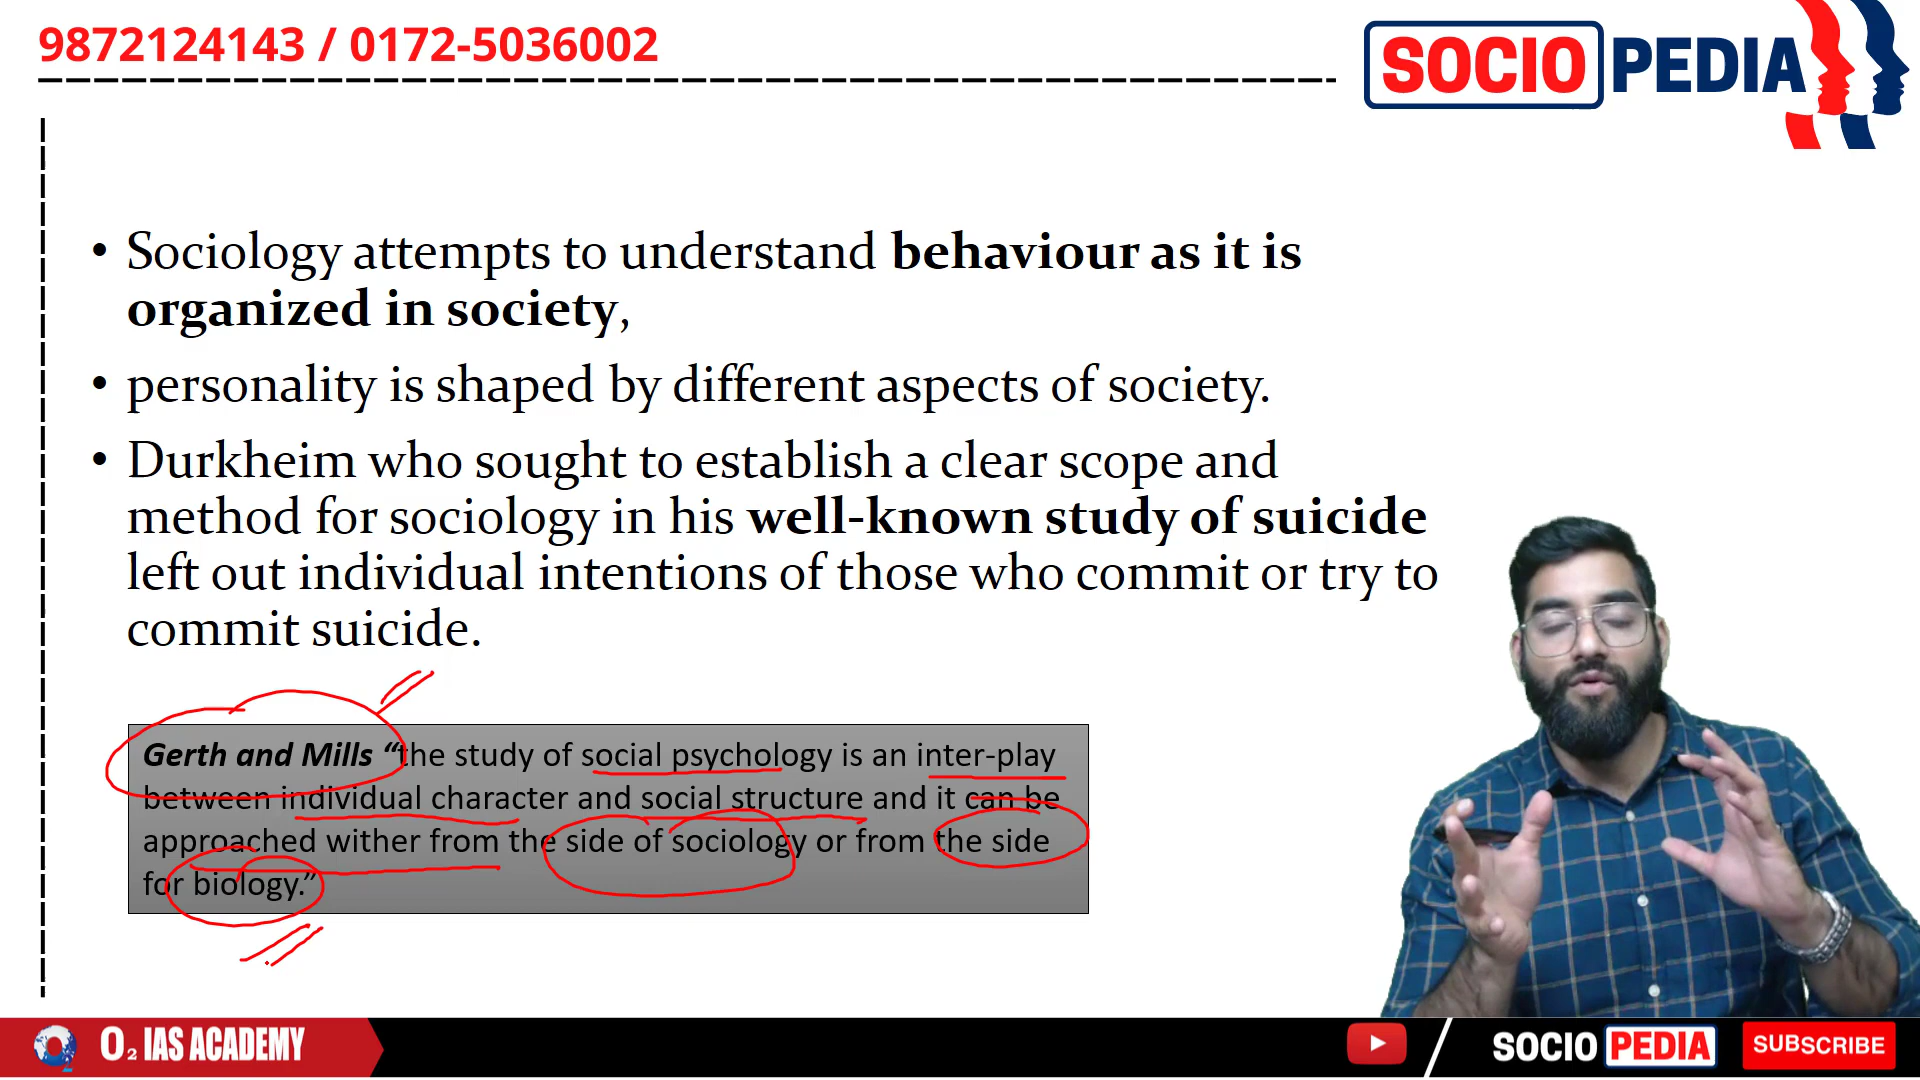 9872124143 / 0172-5036002
SOCIO PEDIA
• Sociology attempts to understand behaviour as it is
organized in society,
• personality is shaped by different aspects of society.
• Durkheim who sought to establish a clear scope and
method for sociology in his well-known study of suicide
left out individual intentions of those who commit or try to
commit suicide.
Gerth and Mills “the study of social psychology is an inter-play
between individual character and social structure and it can be
approached wither from the side of sociology or from the side
for biology.”
O2 IAS ACADEMY
SOCIO PEDIA
SUBSCRIBE